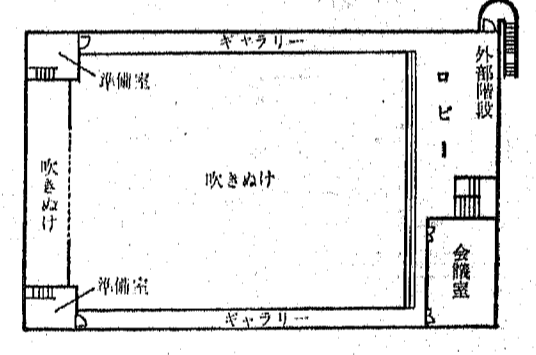 ギャラリー
外部階段
準備室
ロビー
吹きぬけ
吹きぬけ
会議室
準備室
ギャラリー